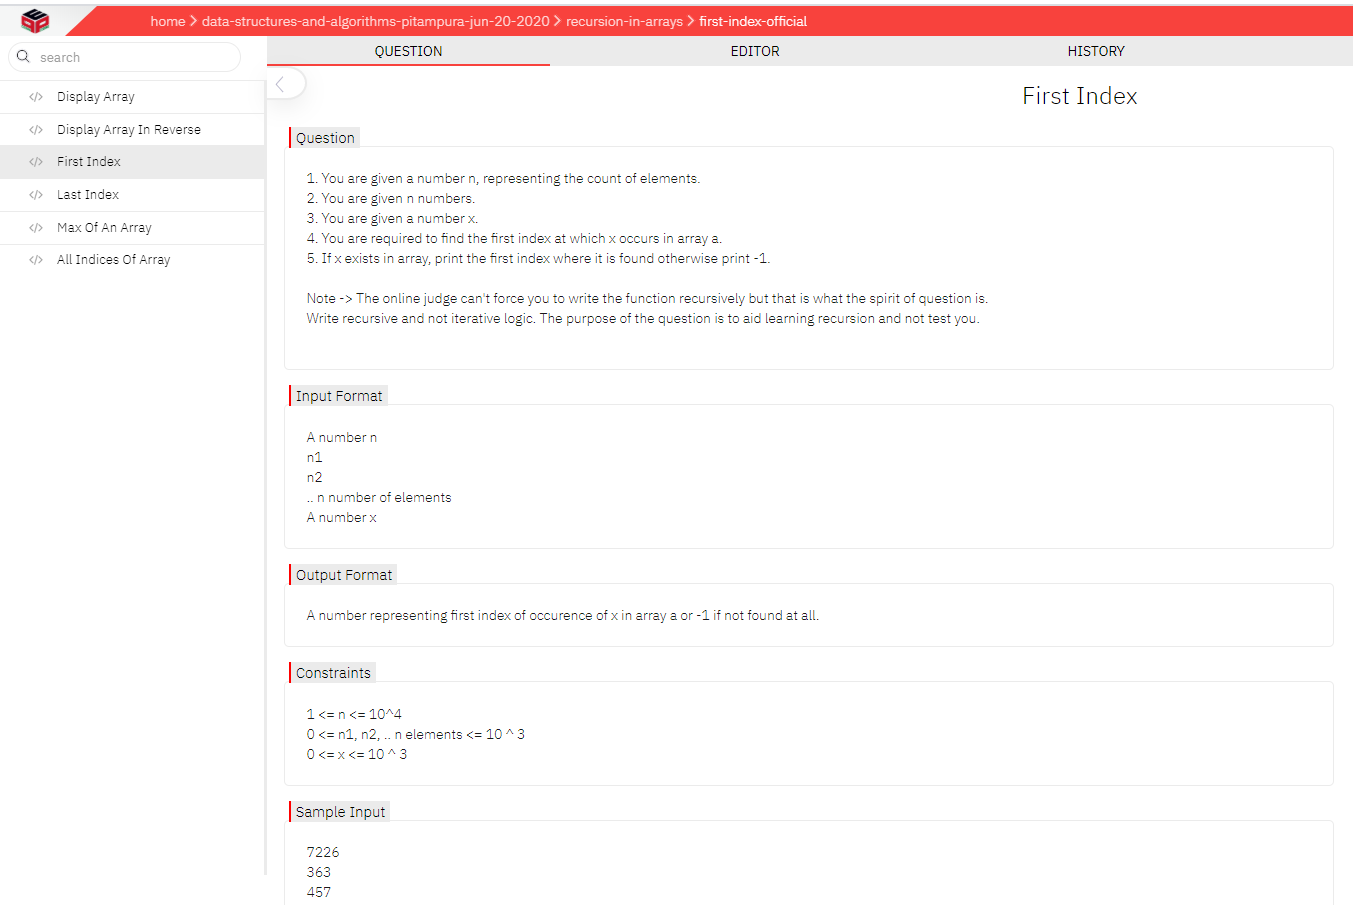 home > data-structures-and-algorithms-pitampura-jun-20-2020 > recursion-in-arrays > first-index-official
search
QUESTION
EDITOR
HISTORY
Display Array
Display Array In Reverse
First Index
Last Index
Max Of An Array
All Indices Of Array
First Index
Question
1. You are given a number n, representing the count of elements.
2. You are given n numbers.
3. You are given a number x.
4. You are required to find the first index at which x occurs in array a.
5. If x exists in array, print the first index where it is found otherwise print -1.
Note -> The online judge can't force you to write the function recursively but that is what the spirit of question is.
Write recursive and not iterative logic. The purpose of the question is to aid learning recursion and not test you.
Input Format
A number n
n1
n2
.. n number of elements
A number x
Output Format
A number representing first index of occurence of x in array a or -1 if not found at all.
Constraints
1 <= n <= 10^4
0 <= n1, n2, .. n elements <= 10 ^ 3
0 <= x <= 10 ^ 3
Sample Input
7226
363
457